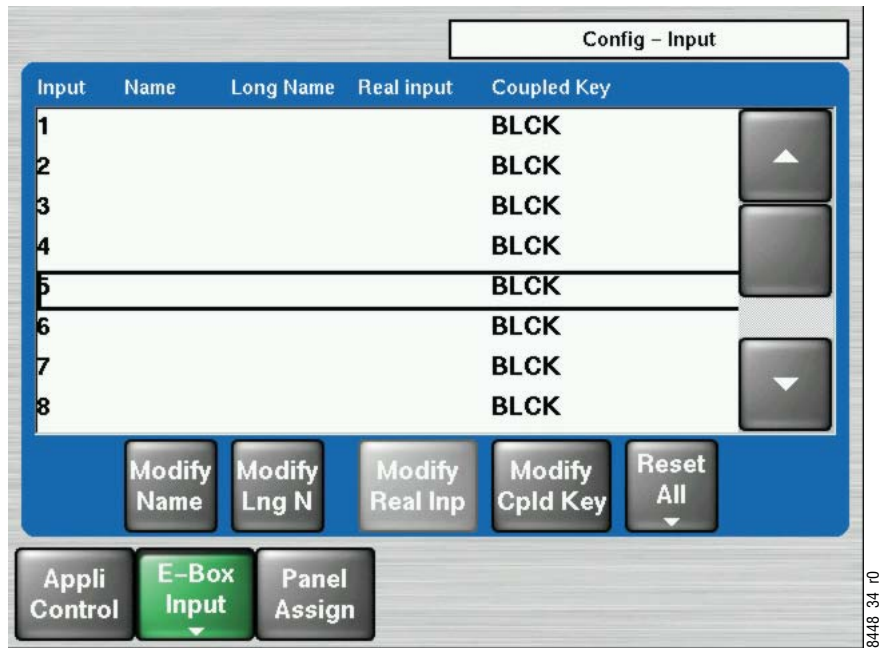 Config – Input
Input Name Long Name Real input Coupled Key
1 BLCK
2 BLCK
3 BLCK
4 BLCK
5 BLCK
6 BLCK
7 BLCK
8 BLCK
Modify Name
Modify Lng N
Modify Real Inp
Modify Cpld Key
Reset All
Appli Control
E-Box Input
Panel Assign
8448 34 r0